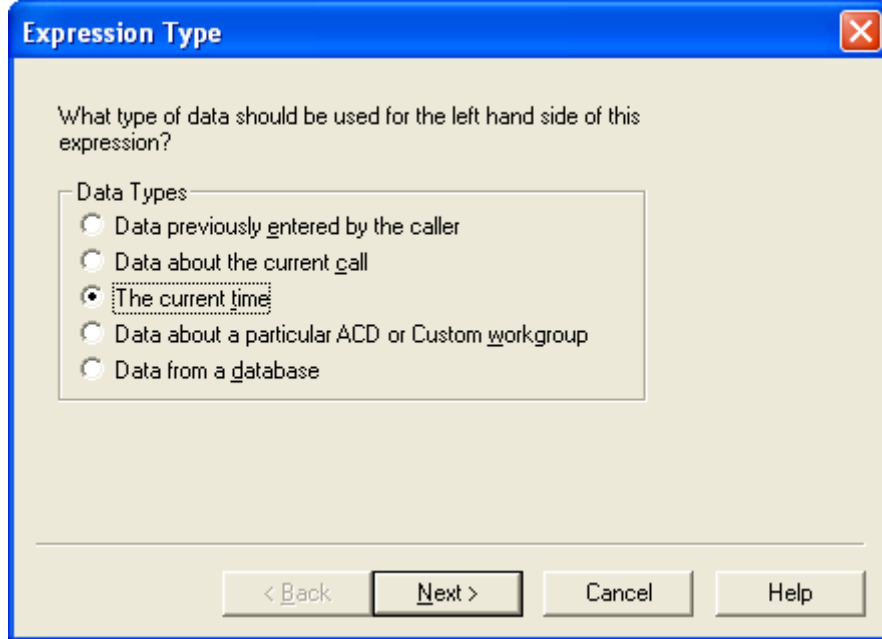 Expression Type
What type of data should be used for the left hand side of this
expression?
Data Types
Data previously entered by the caller
Data about the current call
The current time
Data about a particular ACD or Custom workgroup
Data from a database
< Back
Next >
Cancel
Help